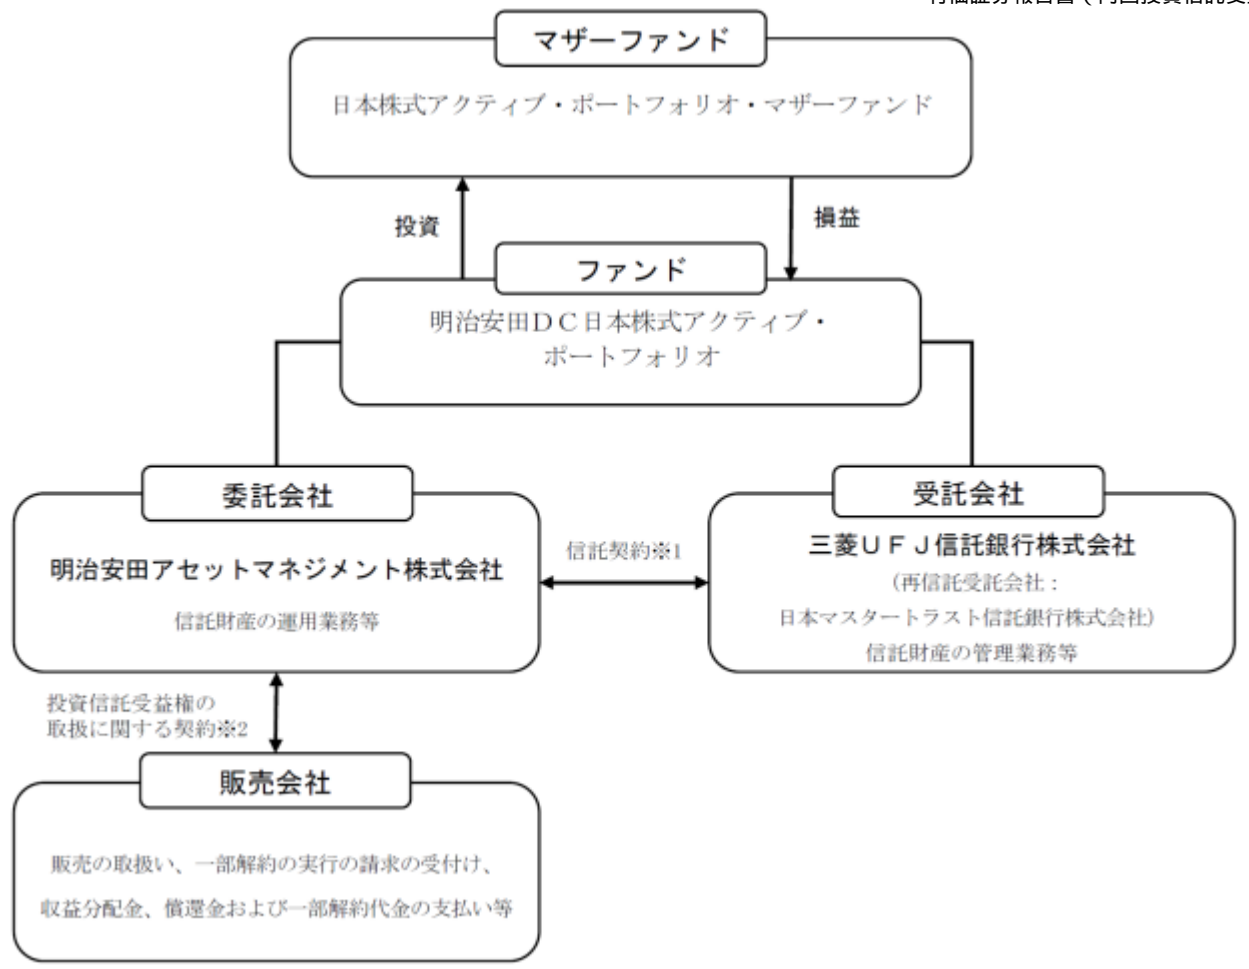 マザーファンド
日本株式アクティブ・ポートフォリオ・マザーファンド
投資
損益
ファンド
明治安田ＤＣ日本株式アクティブ・
ポートフォリオ
委託会社
明治安田アセットマネジメント株式会社
信託財産の運用業務等
信託契約※1
受託会社
三菱ＵＦＪ信託銀行株式会社
（再信託受託会社：
日本マスタートラスト信託銀行株式会社）
信託財産の管理業務等
投資信託受益権の
取扱に関する契約※2
販売会社
販売の取扱い、一部解約の実行の請求の受付け、
収益分配金、償還金および一部解約代金の支払い等